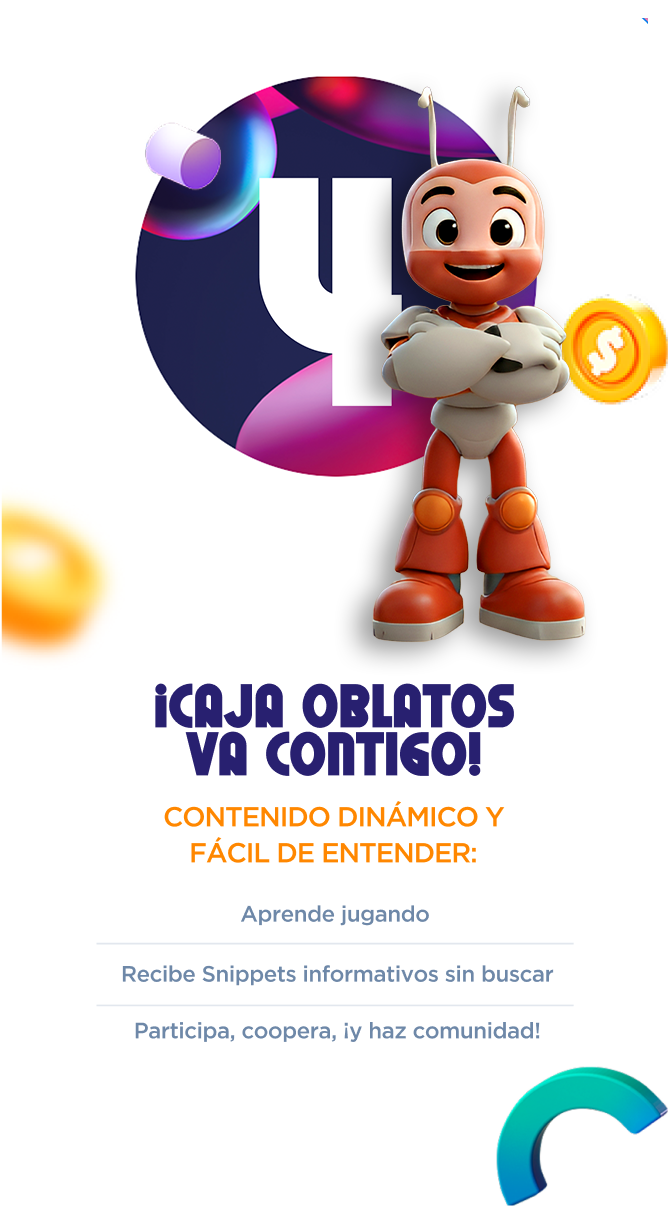 4
$
¡CAJA OBLATOS
VA CONTIGO!
CONTENIDO DINÁMICO Y
FÁCIL DE ENTENDER:
Aprende jugando
Recibe Snippets informativos sin buscar
Participa, coopera, ¡y haz comunidad!